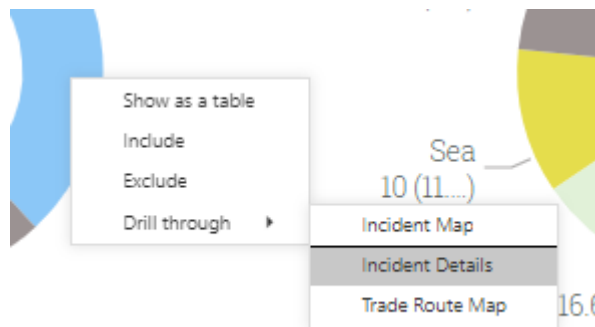 Show as a table
Include
Exclude
Drill through
Sea
10 (11....)
Incident Map
Incident Details
Trade Route Map
16.6